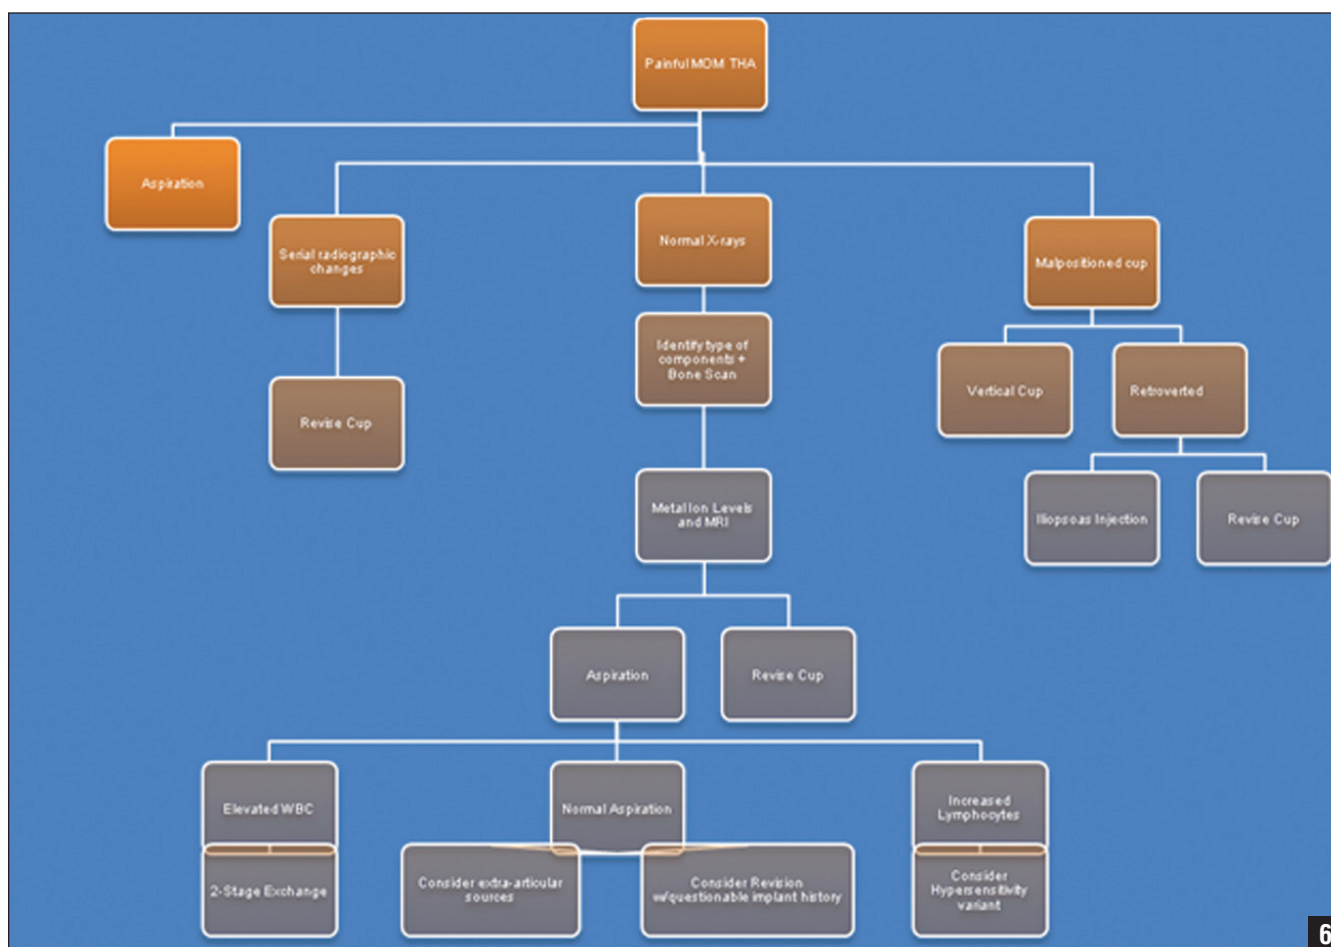 Painful MOM THA
Aspiration
Serial radiographic
changes
Normal X-rays
Malpositioned cup
Revise Cup
Identify type of
components +
Bone Scan
Vertical Cup
Retroverted
Metal Ion Levels
and MRI
Iliopsoas Injection
Revise Cup
Aspiration
Revise Cup
Elevated WBC
Normal Aspiration
Increased
Lymphocytes
2-Stage Exchange
Consider extra-articular
sources
Consider Revision
w/questionable implant history
Consider
Hypersensitivity
variant
6